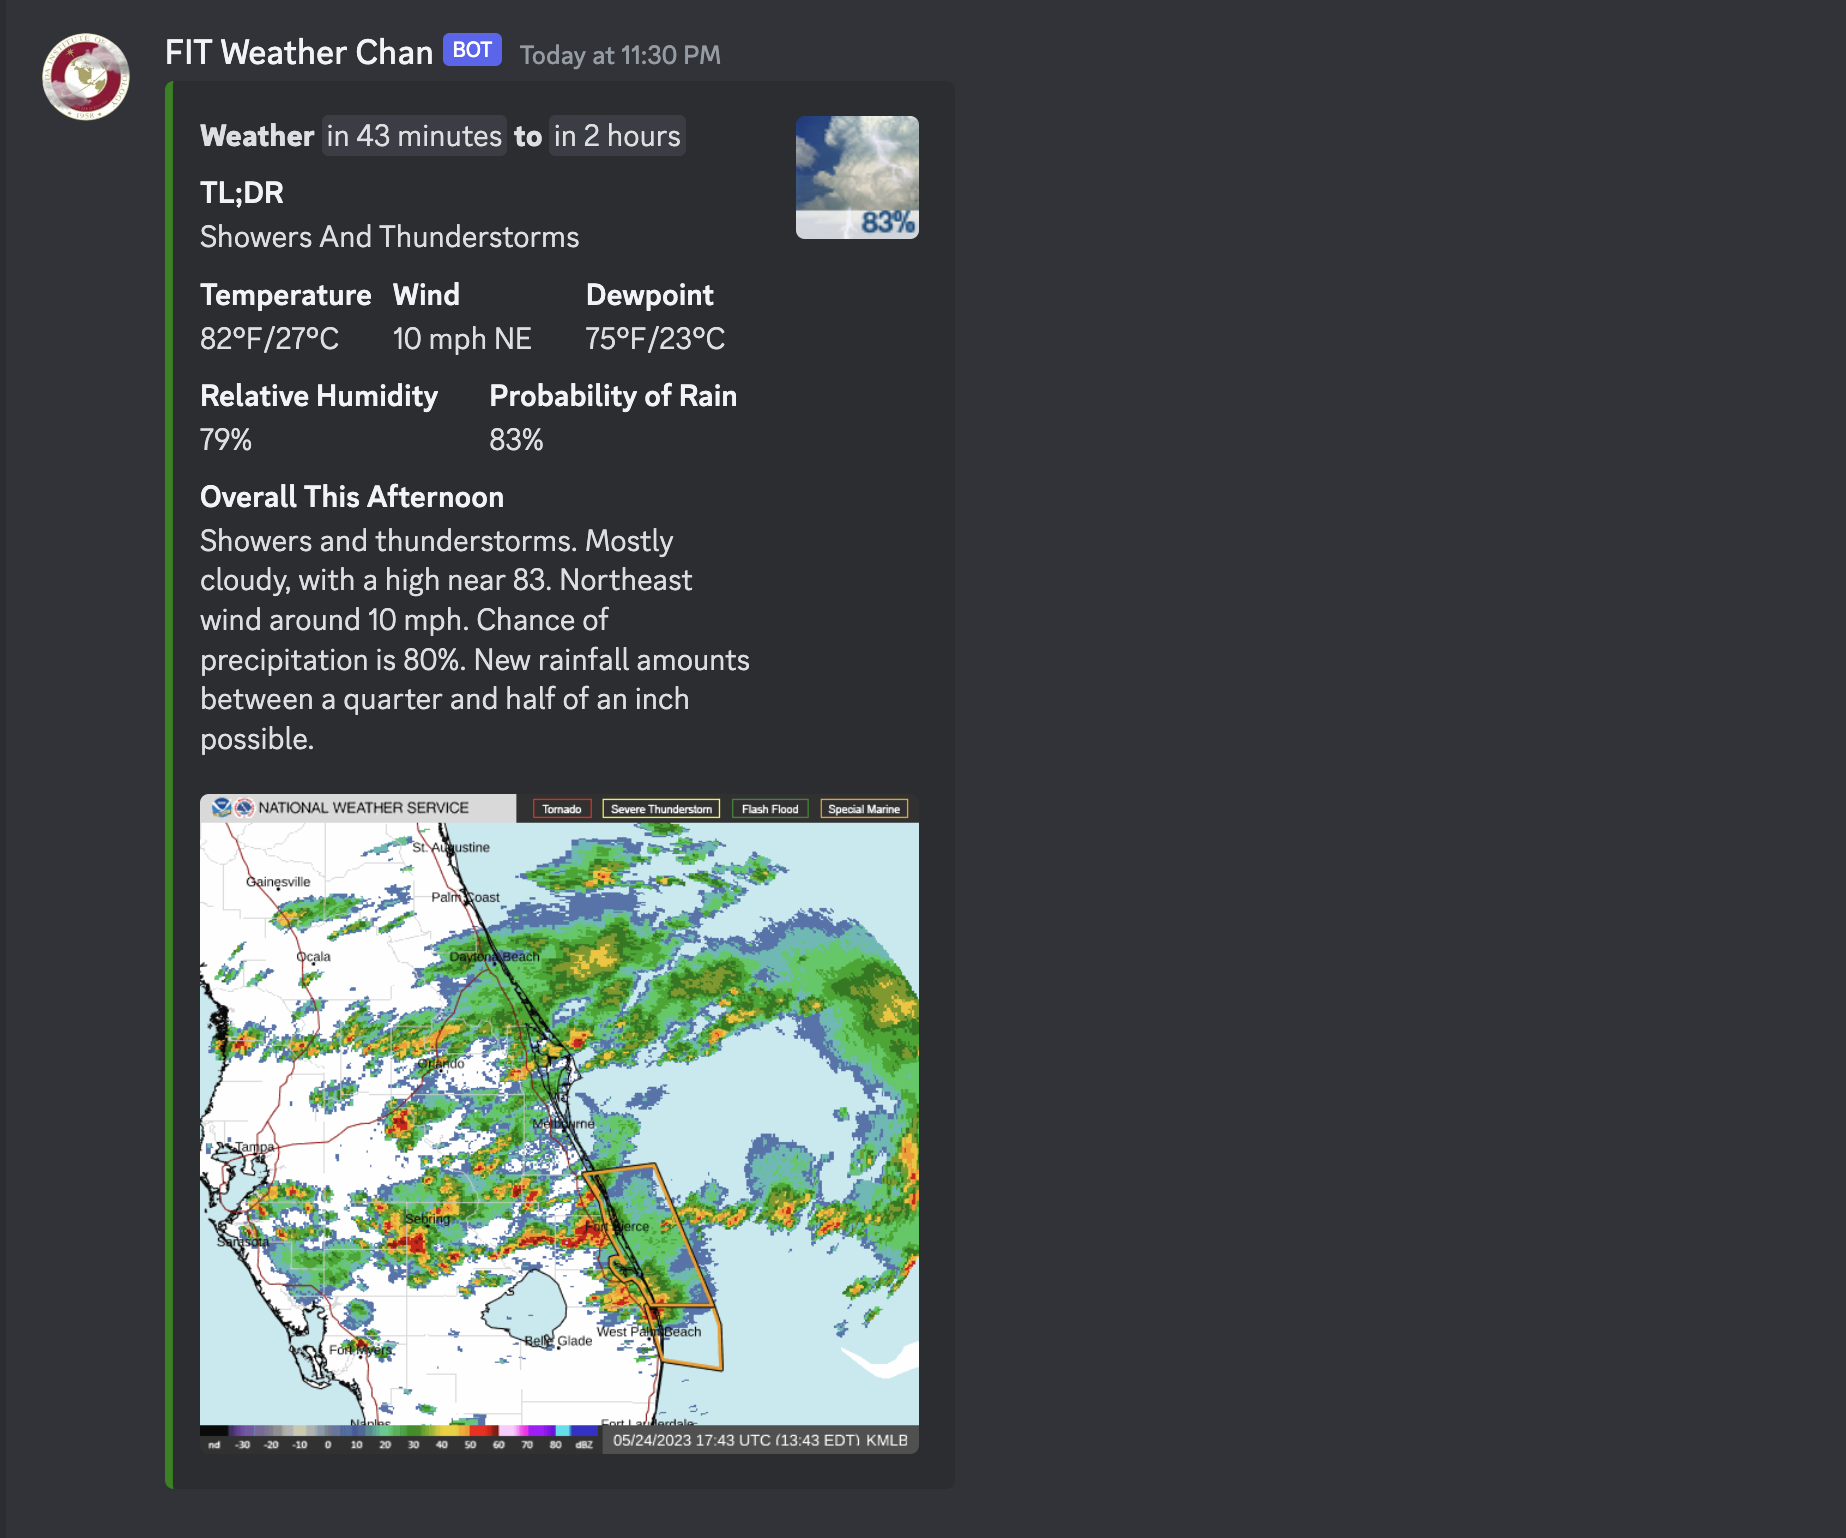 FIT Weather Chan BOT Today at 11:30 PM
Weather in 43 minutes to in 2 hours
83%
TL;DR
Showers And Thunderstorms
Temperature Wind Dewpoint
82°F/27°C 10 mph NE 75°F/23°C
Relative Humidity Probability of Rain
79% 83%
Overall This Afternoon
Showers and thunderstorms. Mostly
cloudy, with a high near 83. Northeast
wind around 10 mph. Chance of
precipitation is 80%. New rainfall amounts
between a quarter and half of an inch
possible.
NATIONAL WEATHER SERVICE Tornado Severe Thunderstorm Flash Flood Special Marine
St. Augustine
Gainesville
Palm Coast
Ocala
Daytona Beach
Orlando
Melbourne
Tampa
Sebring
Fort Pierce
Sarasota
West Palm Beach
Belle Glade
Fort Myers
Naples
Fort Lauderdale
nd -30 -20 -10 0 10 20 30 40 50 60 70 80 dBZ
05/24/2023 17:43 UTC (13:43 EDT) KMLB